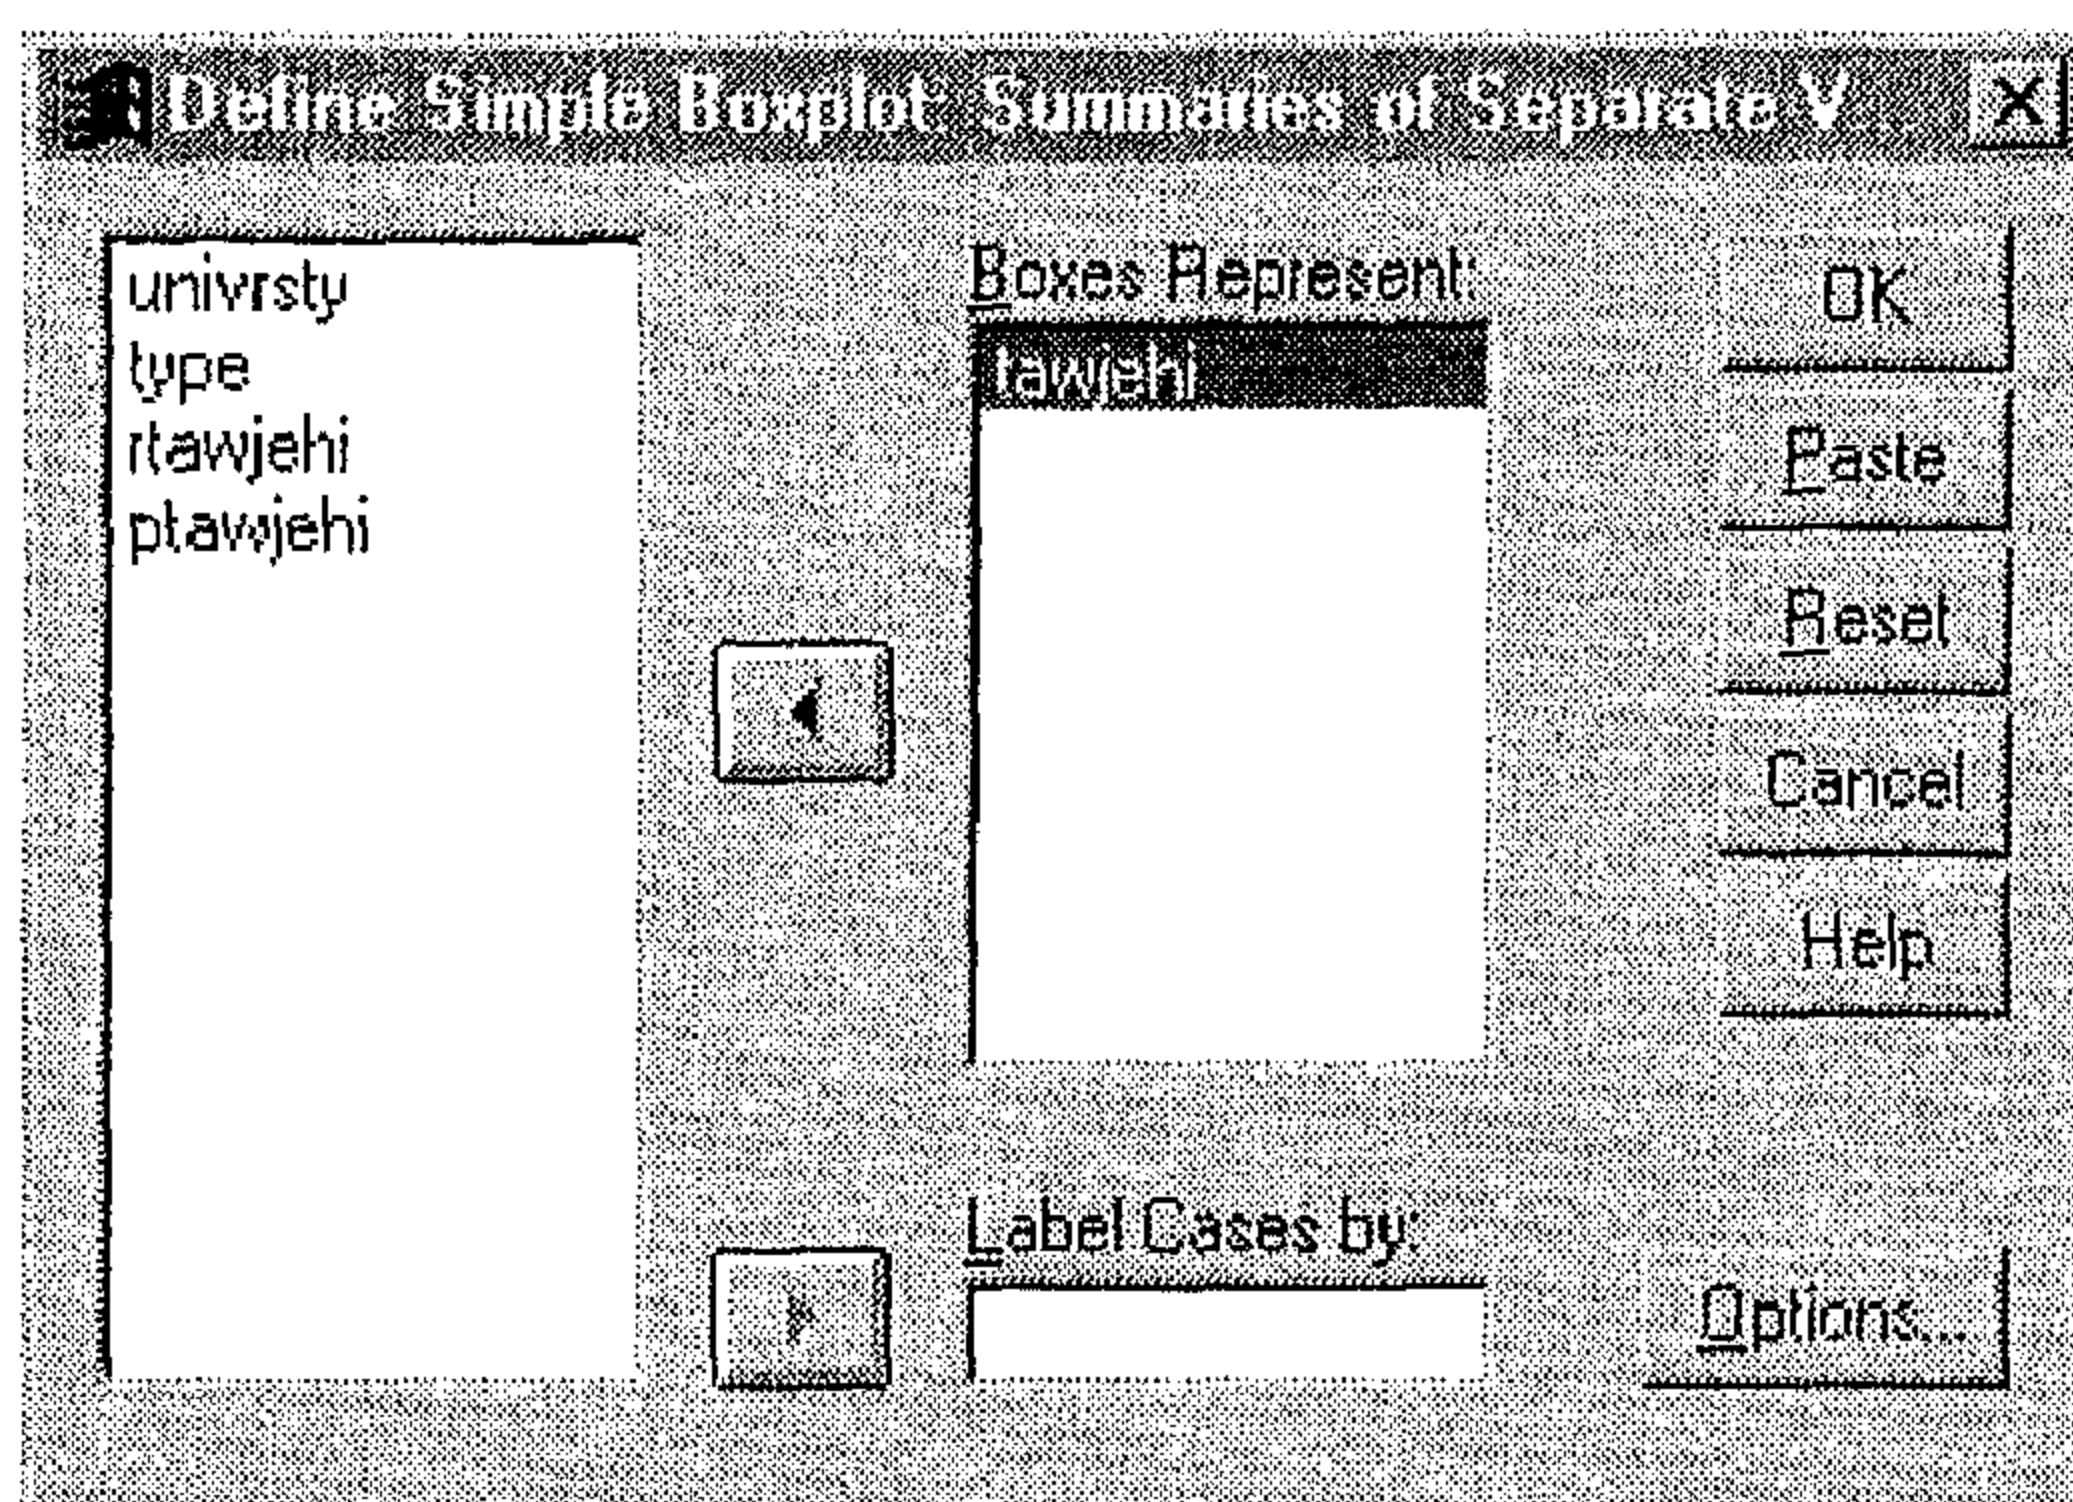 Define Simple Boxplot: Summaries of Separate V...
univrsty
type
rtawjehi
ptawjehi
Boxes Represent:
tawjehi
Label Cases by:
OK
Paste
Reset
Cancel
Help
Options...